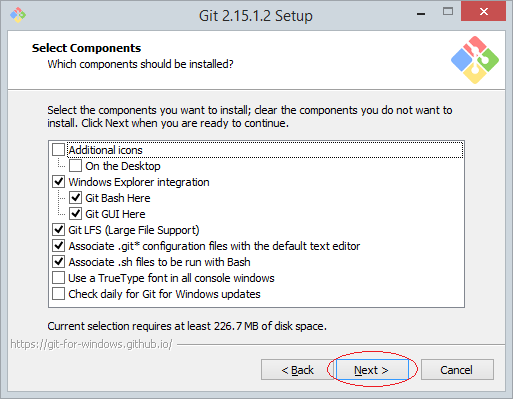 Git 2.15.1.2 Setup
Select Components
Which components should be installed?
Select the components you want to install; clear the components you do not want to
install. Click Next when you are ready to continue.
Additional icons
On the Desktop
Windows Explorer integration
Git Bash Here
Git GUI Here
Git LFS (Large File Support)
Associate .git* configuration files with the default text editor
Associate .sh files to be run with Bash
Use a TrueType font in all console windows
Check daily for Git for Windows updates
Current selection requires at least 226.7 MB of disk space.
https://git-for-windows.github.io/
< Back
Next >
Cancel